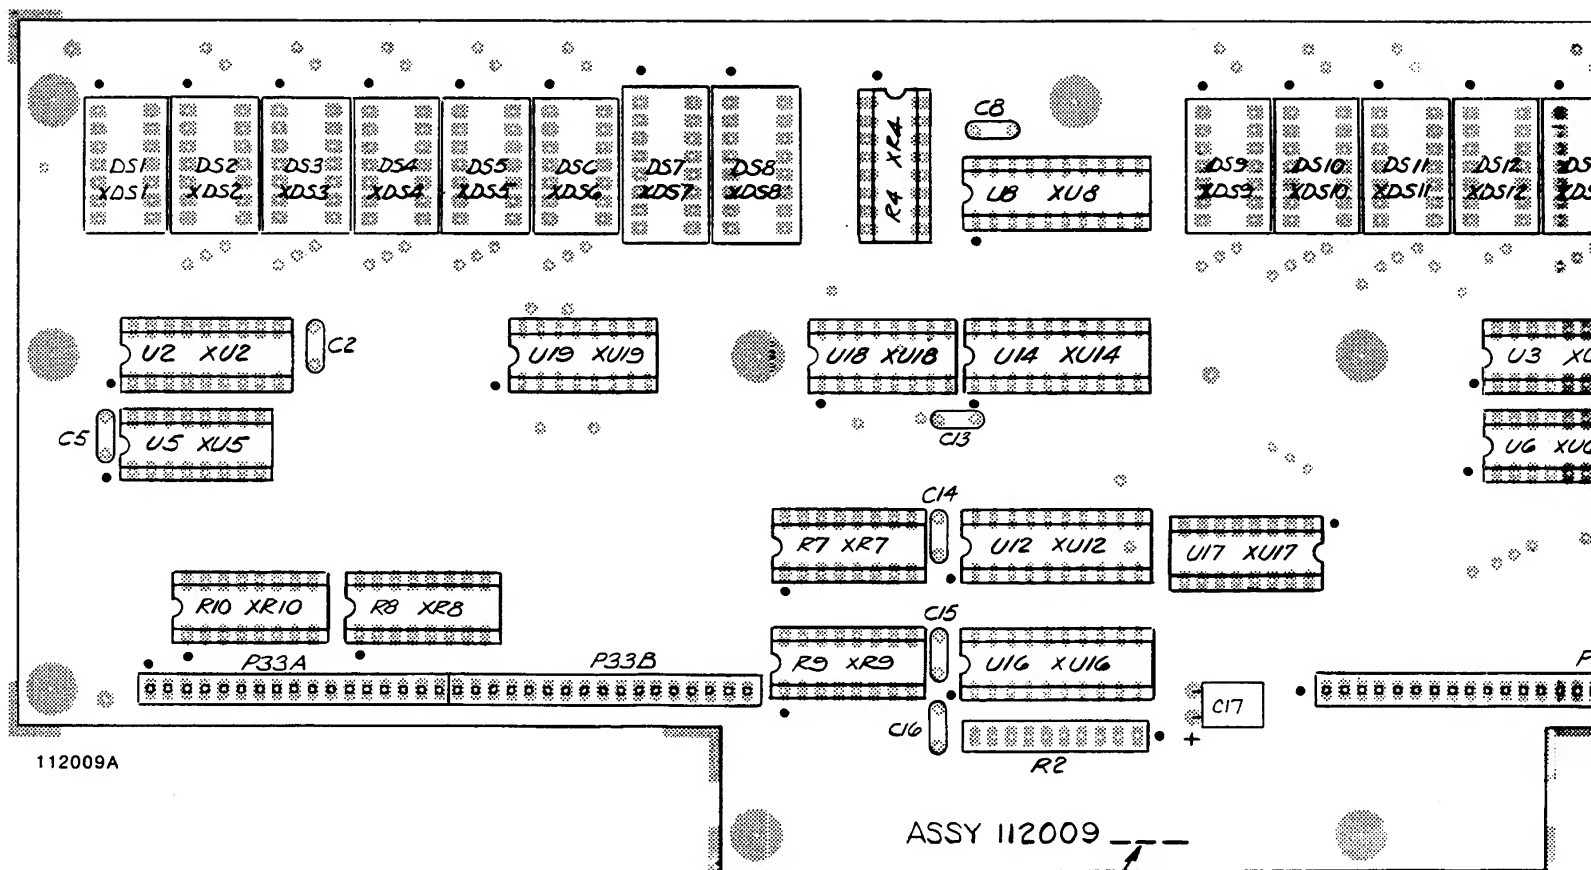 DS1 DS2 DS3 DS4 DS5 DS6 DS7 DS8 R4 XR4 C8 DS9 DS10 DS11 DS12 DS
XDS1 XDS2 XDS3 XDS4 XDS5 XDS6 XDS7 XDS8 U8 XU8 XDS9 XDS10 XDS11 XDS12
U2 XU2 C2 U19 XU19 U18 XU18 U14 XU14 U3
C5 U5 XU5 C13 U6
C14
R7 XR7 U12 XU12 U17 XU17
R10 XR10 R8 XR8 C15
P33A P33B R9 XR9 U16 XU16 P
C17
C16
112009A R2
+
ASSY 112009 ---